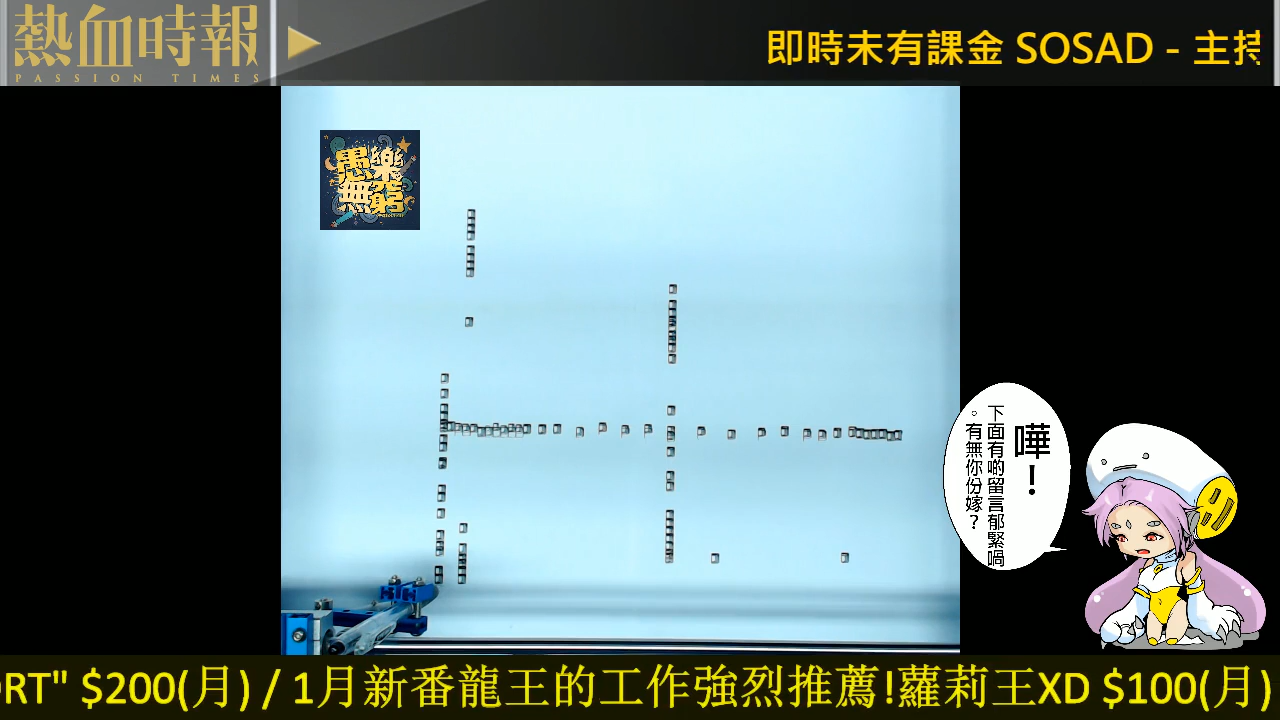 熱血時報
PASSION TIMES
即時未有課金 SOSAD - 主持
愚樂
無窮
嘩！
下面有啲留言郁緊喎
。有無你份嫁？
ORT" $200(月) / 1月新番龍王的工作強烈推薦!蘿莉王XD $100(月)